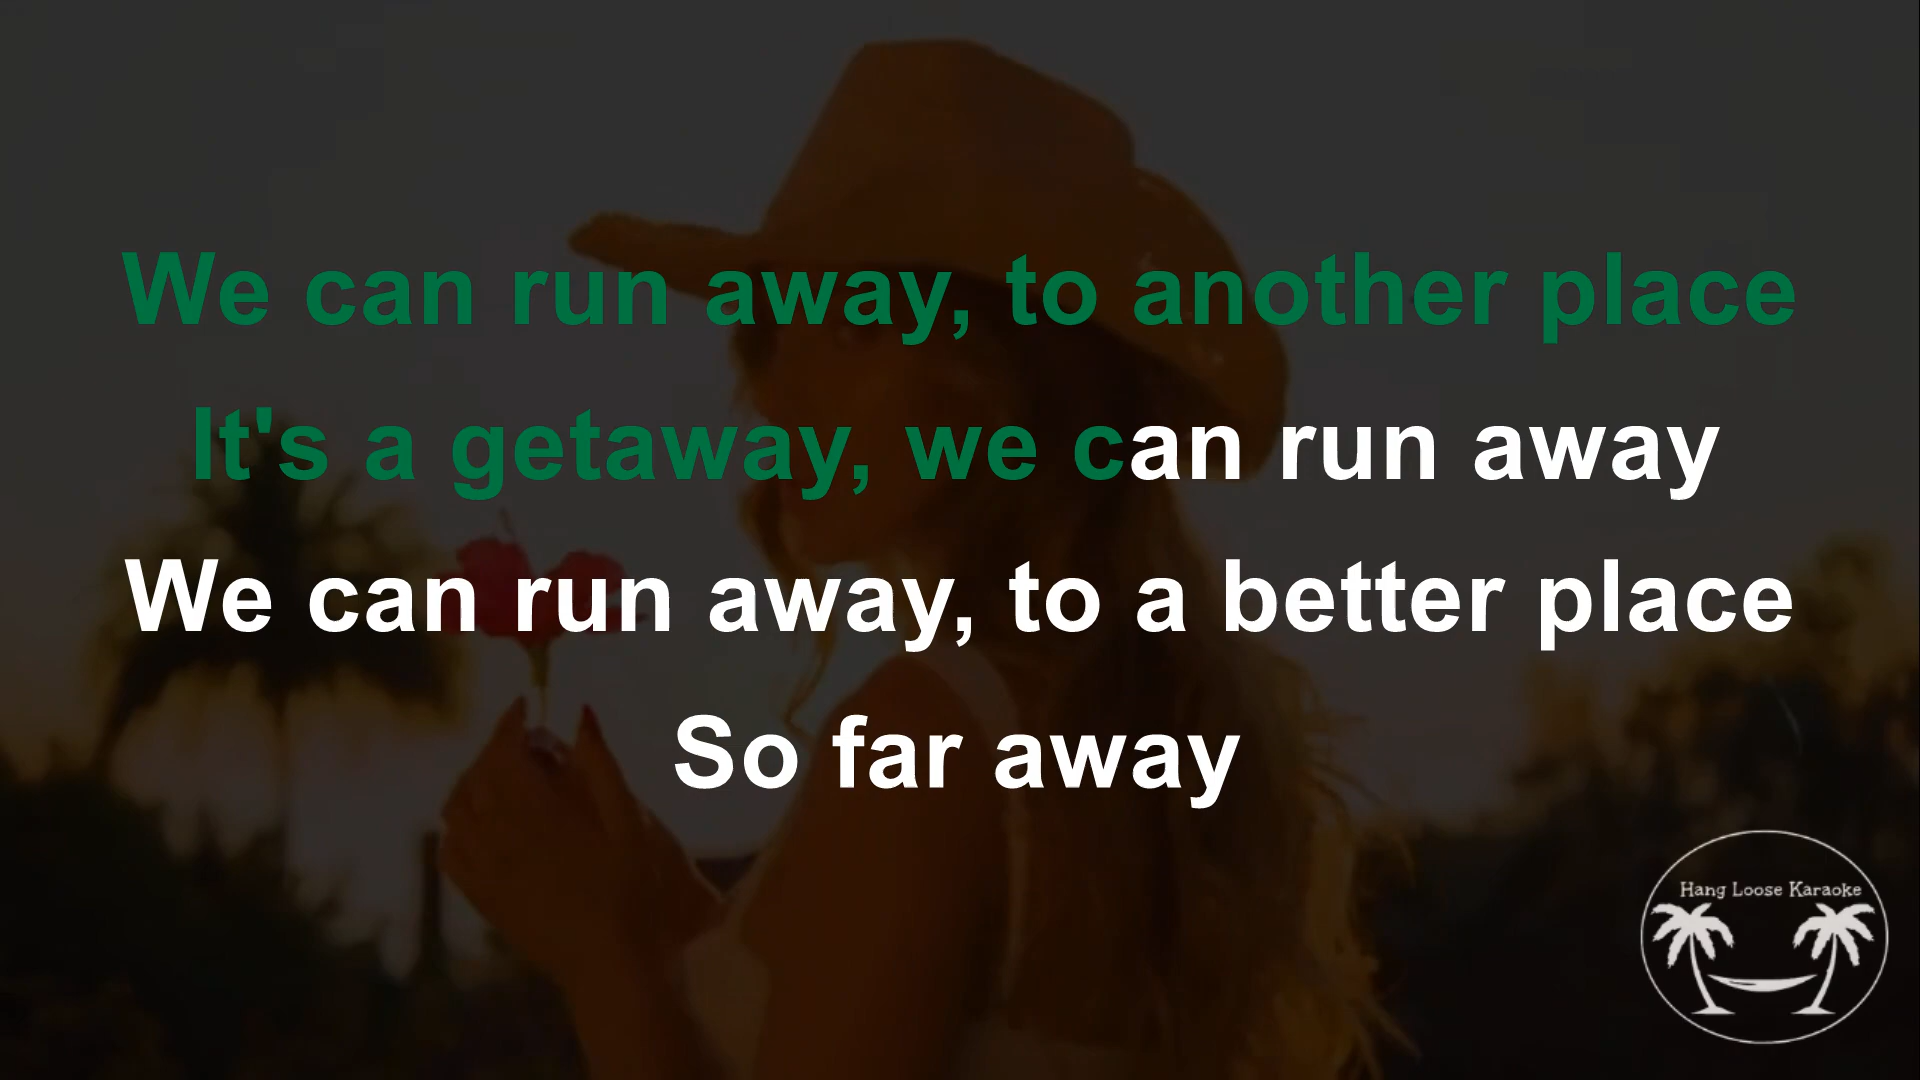 We can run away, to another place
It's a getaway, we can run away
We can run away, to a better place
So far away
Hang Loose Karaoke